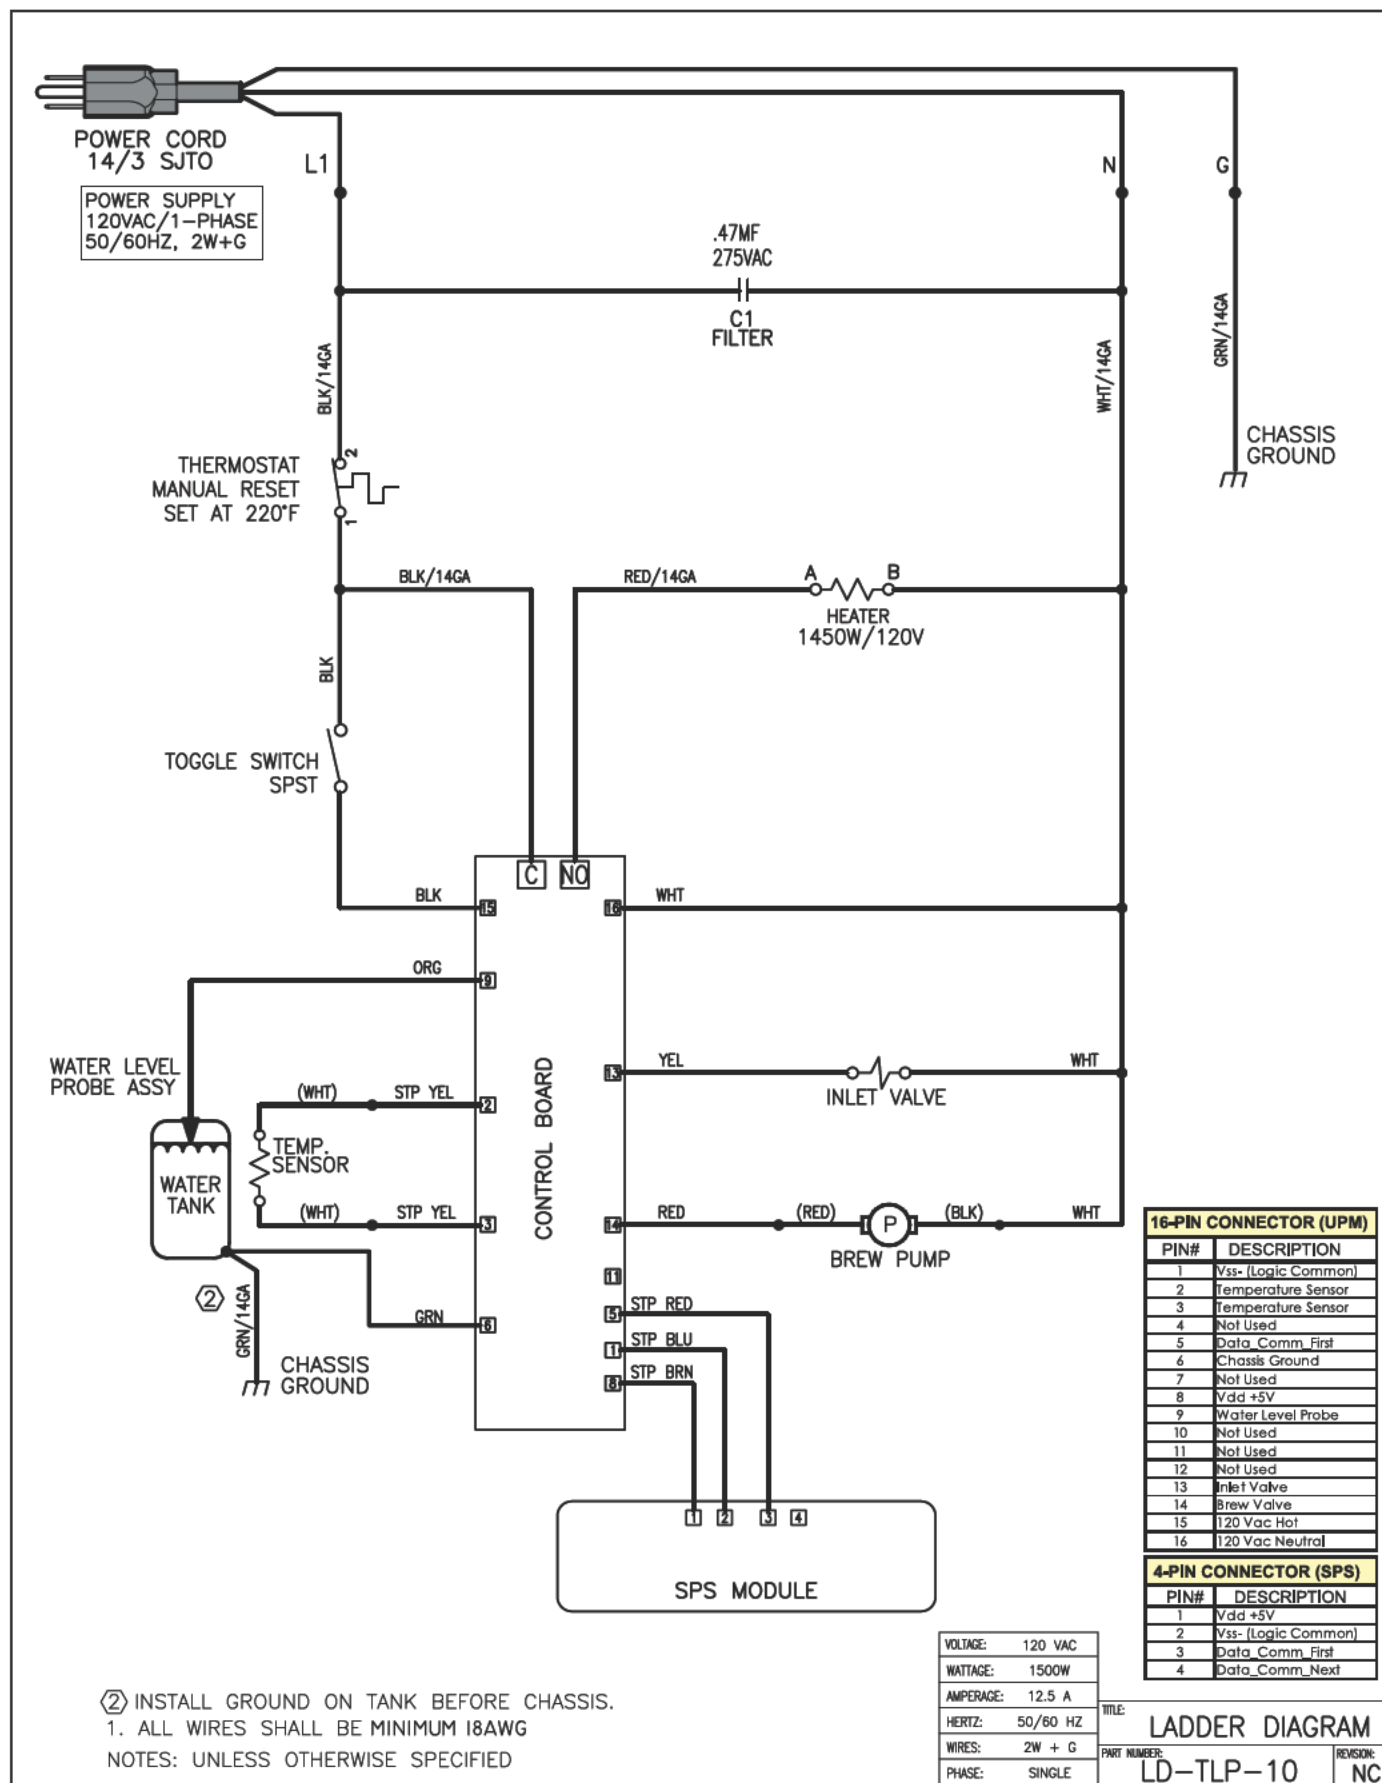 POWER CORD
14/3 SJTO
L1
N
G
POWER SUPPLY
120VAC/1-PHASE
50/60HZ, 2W+G
.47MF
275VAC
C1
FILTER
BLK/14GA
WHT/14GA
GRN/14GA
CHASSIS
GROUND
THERMOSTAT
MANUAL RESET
SET AT 220°F
2
1
BLK/14GA
RED/14GA
A
B
HEATER
1450W/120V
BLK
TOGGLE SWITCH
SPST
C
NO
BLK
15
16
WHT
ORG
9
WATER LEVEL
PROBE ASSY
13
YEL
WHT
INLET VALVE
(WHT)
STP YEL
2
TEMP.
SENSOR
WATER
TANK
CONTROL BOARD
(WHT)
STP YEL
3
14
RED
(RED)
P
(BLK)
WHT
BREW PUMP
11
2
GRN/14GA
GRN
6
5
STP RED
1
STP BLU
8
STP BRN
CHASSIS
GROUND
1
2
3
4
SPS MODULE
16-PIN CONNECTOR (UPM)
PIN# DESCRIPTION
1 Vss- (Logic Common)
2 Temperature Sensor
3 Temperature Sensor
4 Not Used
5 Data_Comm_First
6 Chassis Ground
7 Not Used
8 Vdd +5V
9 Water Level Probe
10 Not Used
11 Not Used
12 Not Used
13 Inlet Valve
14 Brew Valve
15 120 Vac Hot
16 120 Vac Neutral
4-PIN CONNECTOR (SPS)
PIN# DESCRIPTION
1 Vdd +5V
2 Vss- (Logic Common)
3 Data_Comm_First
4 Data_Comm_Next
2 INSTALL GROUND ON TANK BEFORE CHASSIS.
1. ALL WIRES SHALL BE MINIMUM 18AWG
NOTES: UNLESS OTHERWISE SPECIFIED
VOLTAGE: 120 VAC
WATTAGE: 1500W
AMPERAGE: 12.5 A
HERTZ: 50/60 HZ
WIRES: 2W + G
PHASE: SINGLE
TITLE:
LADDER DIAGRAM
PART NUMBER:
LD-TLP-10
REVISION:
NC